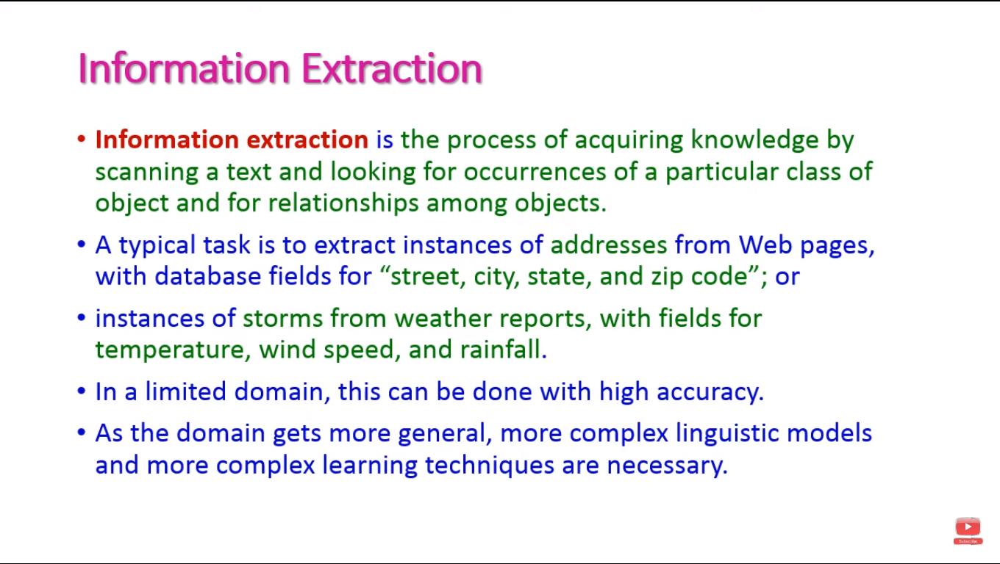 Information Extraction
• Information extraction is the process of acquiring knowledge by
scanning a text and looking for occurrences of a particular class of
object and for relationships among objects.
• A typical task is to extract instances of addresses from Web pages,
with database fields for “street, city, state, and zip code”; or
• instances of storms from weather reports, with fields for
temperature, wind speed, and rainfall.
• In a limited domain, this can be done with high accuracy.
• As the domain gets more general, more complex linguistic models
and more complex learning techniques are necessary.
Subscribe